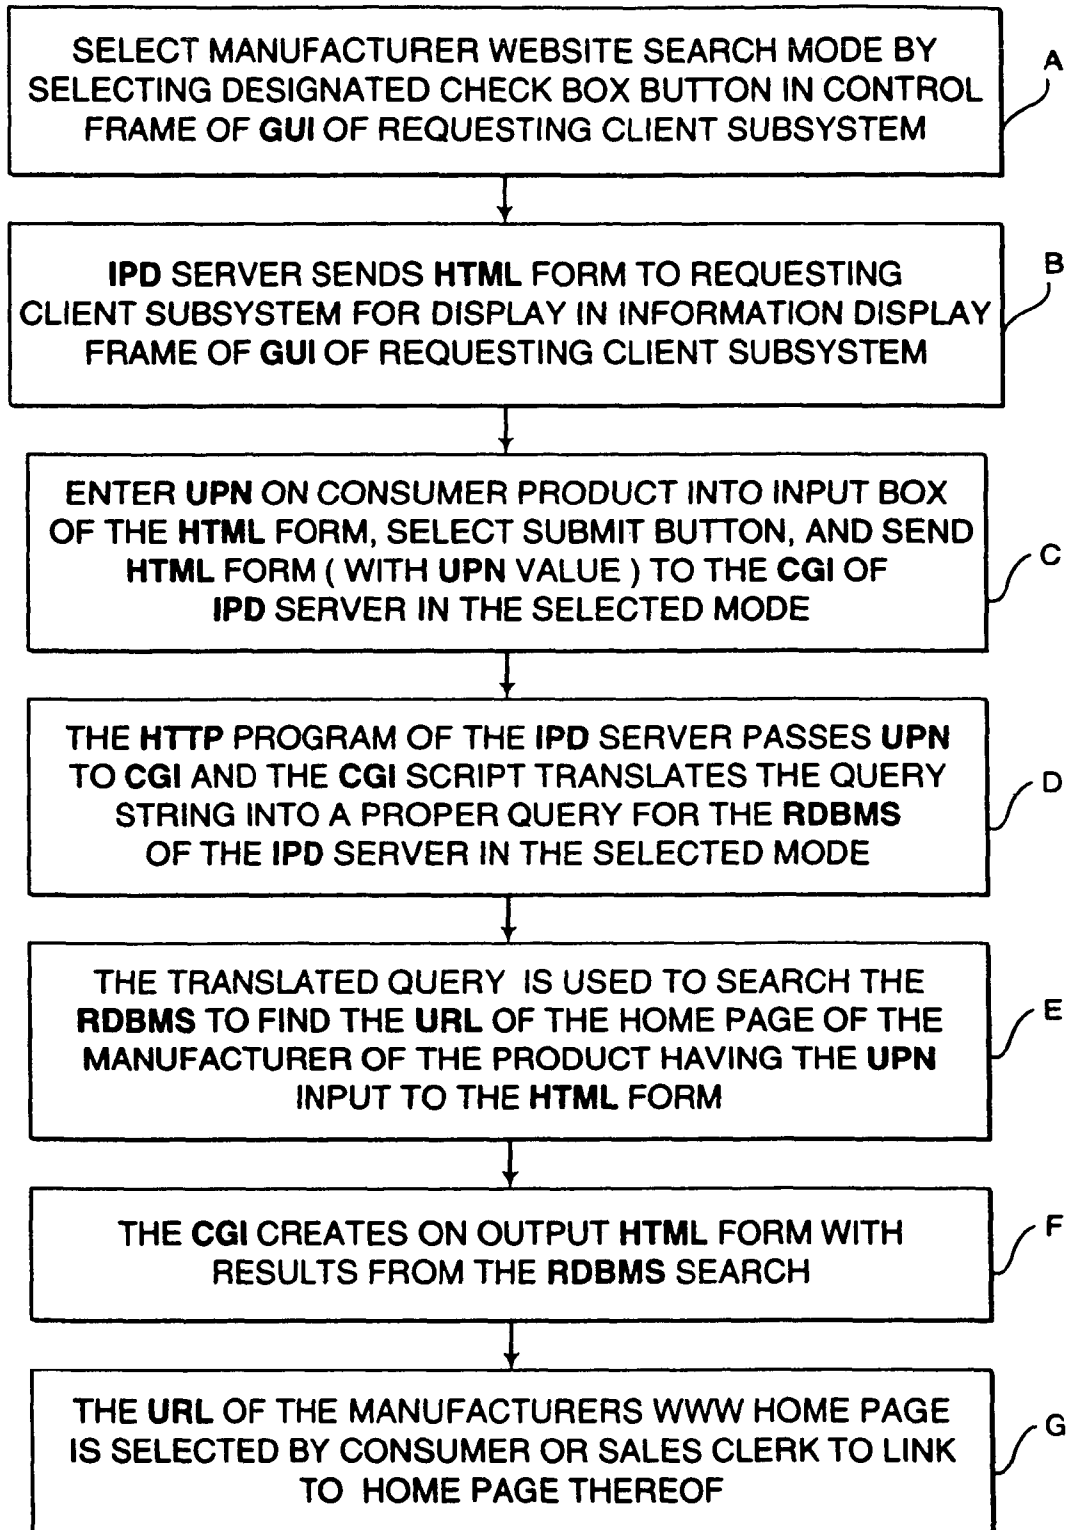 SELECT MANUFACTURER WEBSITE SEARCH MODE BY
SELECTING DESIGNATED CHECK BOX BUTTON IN CONTROL
FRAME OF GUI OF REQUESTING CLIENT SUBSYSTEM
A
IPD SERVER SENDS HTML FORM TO REQUESTING
CLIENT SUBSYSTEM FOR DISPLAY IN INFORMATION DISPLAY
FRAME OF GUI OF REQUESTING CLIENT SUBSYSTEM
B
ENTER UPN ON CONSUMER PRODUCT INTO INPUT BOX
OF THE HTML FORM, SELECT SUBMIT BUTTON, AND SEND
HTML FORM ( WITH UPN VALUE ) TO THE CGI OF
IPD SERVER IN THE SELECTED MODE
C
THE HTTP PROGRAM OF THE IPD SERVER PASSES UPN
TO CGI AND THE CGI SCRIPT TRANSLATES THE QUERY
STRING INTO A PROPER QUERY FOR THE RDBMS
OF THE IPD SERVER IN THE SELECTED MODE
D
THE TRANSLATED QUERY IS USED TO SEARCH THE
RDBMS TO FIND THE URL OF THE HOME PAGE OF THE
MANUFACTURER OF THE PRODUCT HAVING THE UPN
INPUT TO THE HTML FORM
E
THE CGI CREATES ON OUTPUT HTML FORM WITH
RESULTS FROM THE RDBMS SEARCH
F
THE URL OF THE MANUFACTURERS WWW HOME PAGE
IS SELECTED BY CONSUMER OR SALES CLERK TO LINK
TO HOME PAGE THEREOF
G